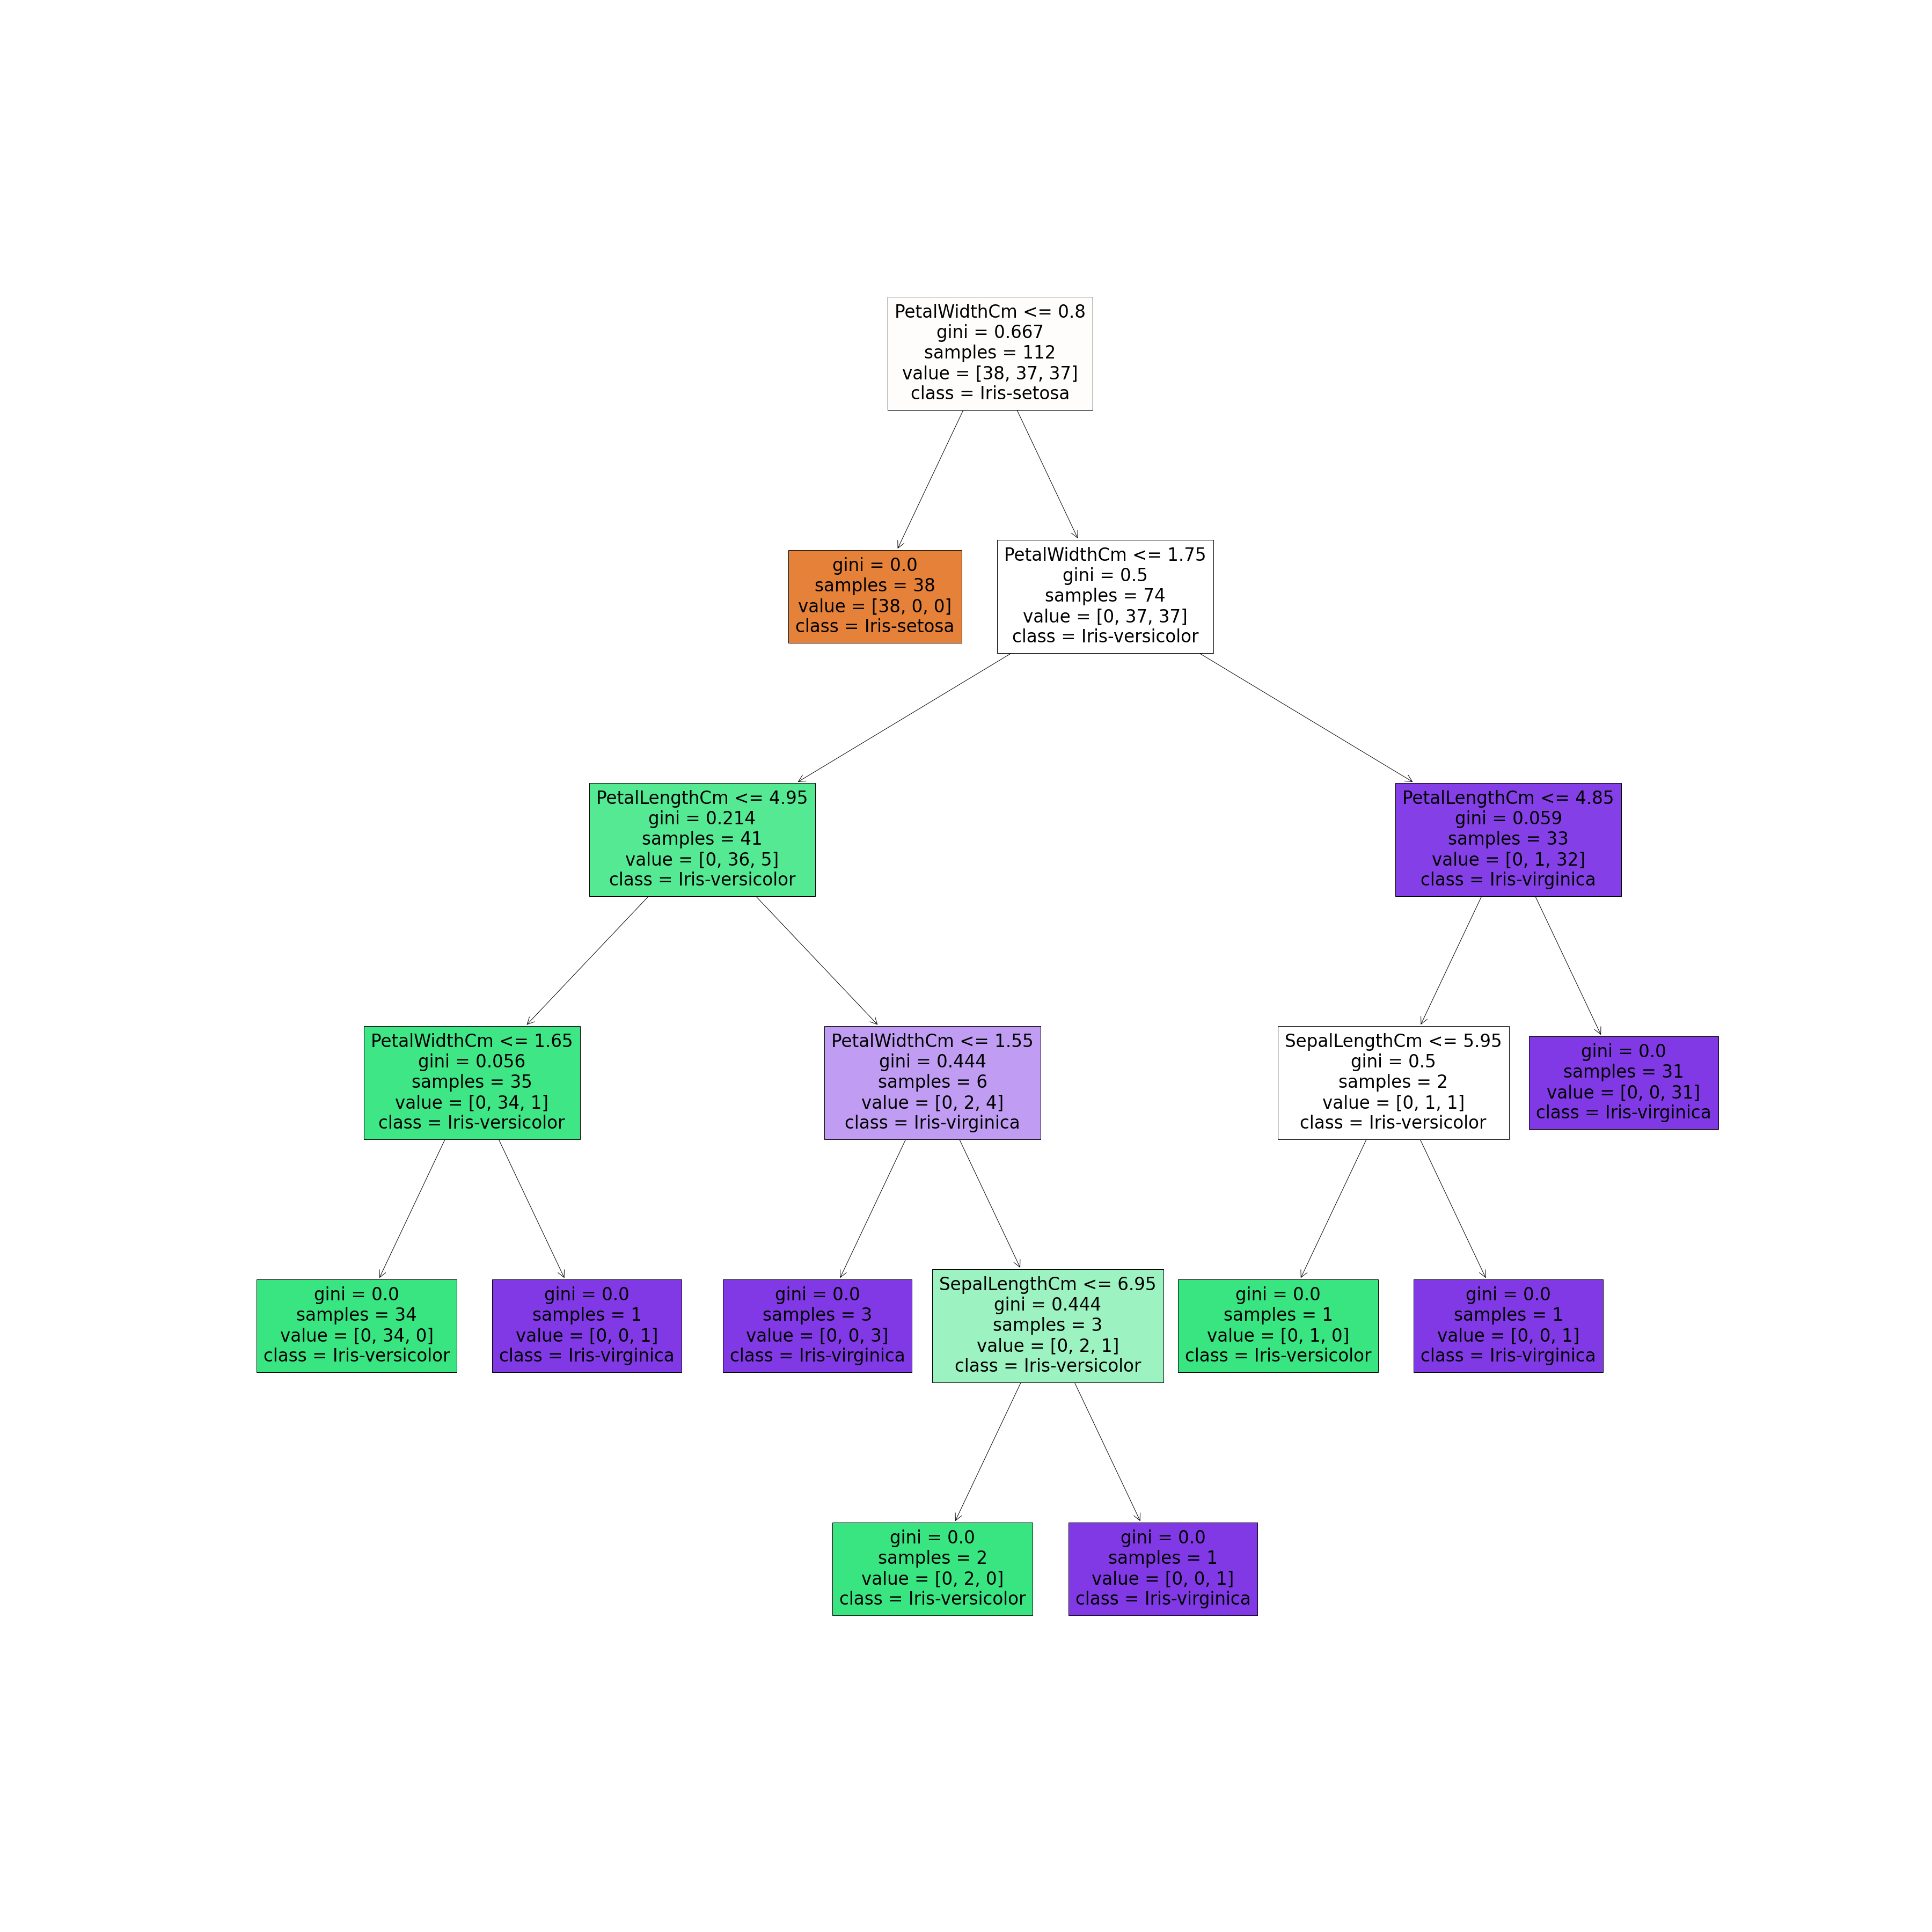 PetalWidthCm <= 0.8
gini = 0.667
samples = 112
value = [38, 37, 37]
class = Iris-setosa
gini = 0.0
samples = 38
value = [38, 0, 0]
class = Iris-setosa
PetalWidthCm <= 1.75
gini = 0.5
samples = 74
value = [0, 37, 37]
class = Iris-versicolor
PetalLengthCm <= 4.95
gini = 0.214
samples = 41
value = [0, 36, 5]
class = Iris-versicolor
PetalLengthCm <= 4.85
gini = 0.059
samples = 33
value = [0, 1, 32]
class = Iris-virginica
PetalWidthCm <= 1.65
gini = 0.056
samples = 35
value = [0, 34, 1]
class = Iris-versicolor
PetalWidthCm <= 1.55
gini = 0.444
samples = 6
value = [0, 2, 4]
class = Iris-virginica
SepalLengthCm <= 5.95
gini = 0.5
samples = 2
value = [0, 1, 1]
class = Iris-versicolor
gini = 0.0
samples = 31
value = [0, 0, 31]
class = Iris-virginica
gini = 0.0
samples = 34
value = [0, 34, 0]
class = Iris-versicolor
gini = 0.0
samples = 1
value = [0, 0, 1]
class = Iris-virginica
gini = 0.0
samples = 3
value = [0, 0, 3]
class = Iris-virginica
SepalLengthCm <= 6.95
gini = 0.444
samples = 3
value = [0, 2, 1]
class = Iris-versicolor
gini = 0.0
samples = 1
value = [0, 1, 0]
class = Iris-versicolor
gini = 0.0
samples = 1
value = [0, 0, 1]
class = Iris-virginica
gini = 0.0
samples = 2
value = [0, 2, 0]
class = Iris-versicolor
gini = 0.0
samples = 1
value = [0, 0, 1]
class = Iris-virginica